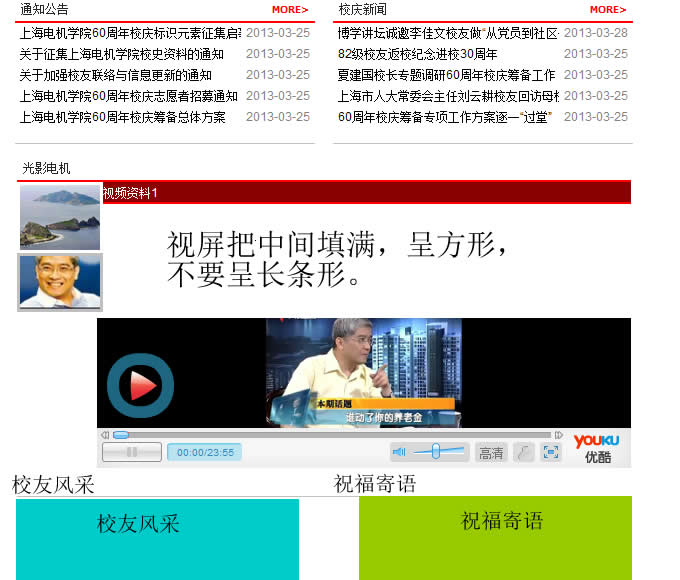 通知公告 MORE>
上海电机学院60周年校庆标识元素征集启
关于征集上海电机学院校史资料的通知 2013-03-25
关于加强校友联络与信息更新的通知 2013-03-25
上海电机学院60周年校庆志愿者招募通知 2013-03-25
上海电机学院60周年校庆筹备总体方案 2013-03-25
校庆新闻 MORE>
博学讲坛诚邀李佳文校友做“从党员到社区 2013-03-28
82级校友返校纪念进校30周年 2013-03-25
夏建国校长专题调研60周年校庆筹备工作 2013-03-25
上海市人大常委会主任刘云耕校友回访母校 2013-03-25
60周年校庆筹备专项工作方案逐一“过堂” 2013-03-25
光影电机
视频资料1
视屏把中间填满，呈方形，
不要呈长条形。
本期话题
谁动了你的养老金
00:00/23:55
高清
YOUKU
优酷
校友风采
祝福寄语
校友风采
祝福寄语